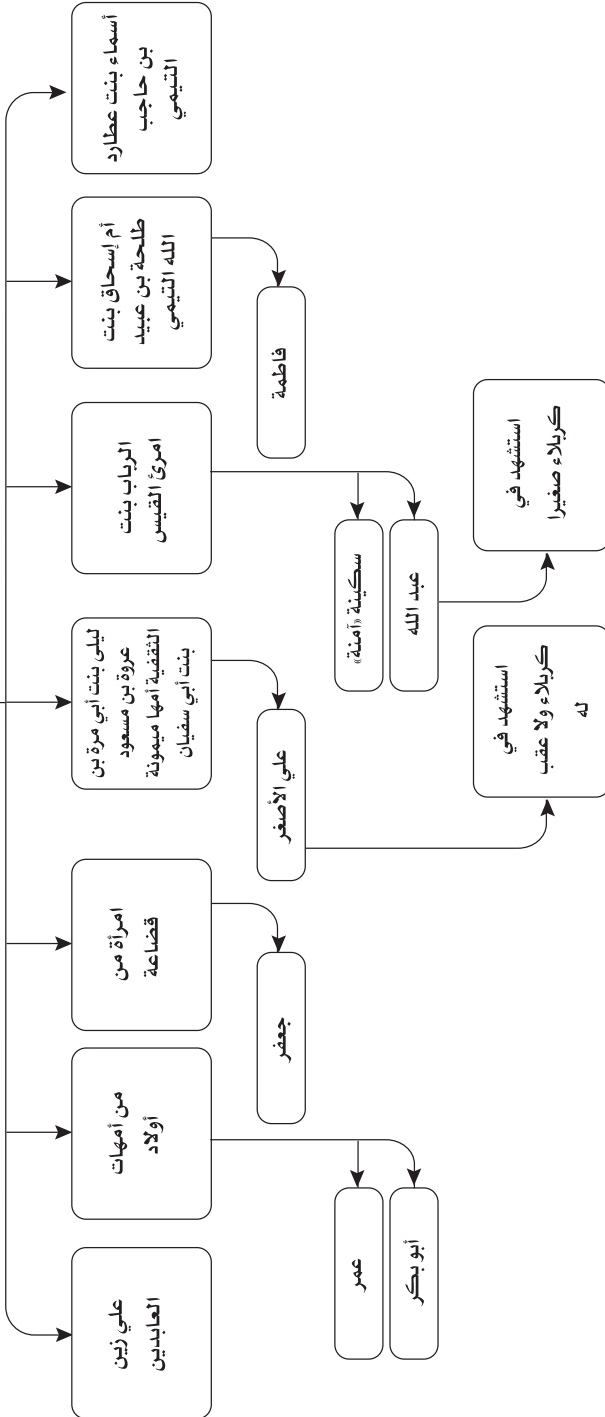 أسماء بنت عطارد
بن حاجب
التيمي
أم إسحاق بنت
طلحة بن عبيد
الله التيمي
فاطمة
الرباب بنت
امرئ القيس
سكينة «آمنة»
عبد الله
استشهد في
كربلاء صغيرا
ليلى بنت أبي مرة بن
عروة بن مسعود
الثقفية أمها ميمونة
بنت أبي سفيان
علي الأصغر
استشهد في
كربلاء ولا عقب
له
امرأة من
قضاعة
جعفر
من أمهات
أولاد
عمر
أبو بكر
علي زين
العابدين